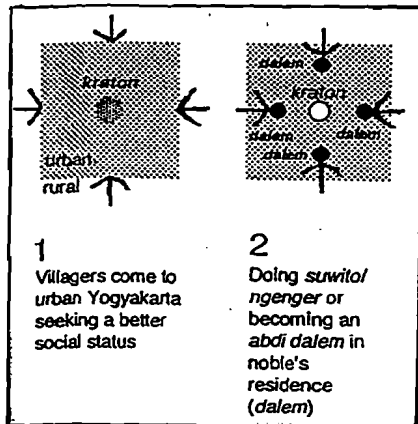 kraton
urban
rural
1
Villagers come to
urban Yogyakarta
seeking a better
social status
dalem
kraton
dalem
dalem
dalem
2
Doing suwito/
ngenger or
becoming an
abdi dalem in
noble's
residence
(dalem)